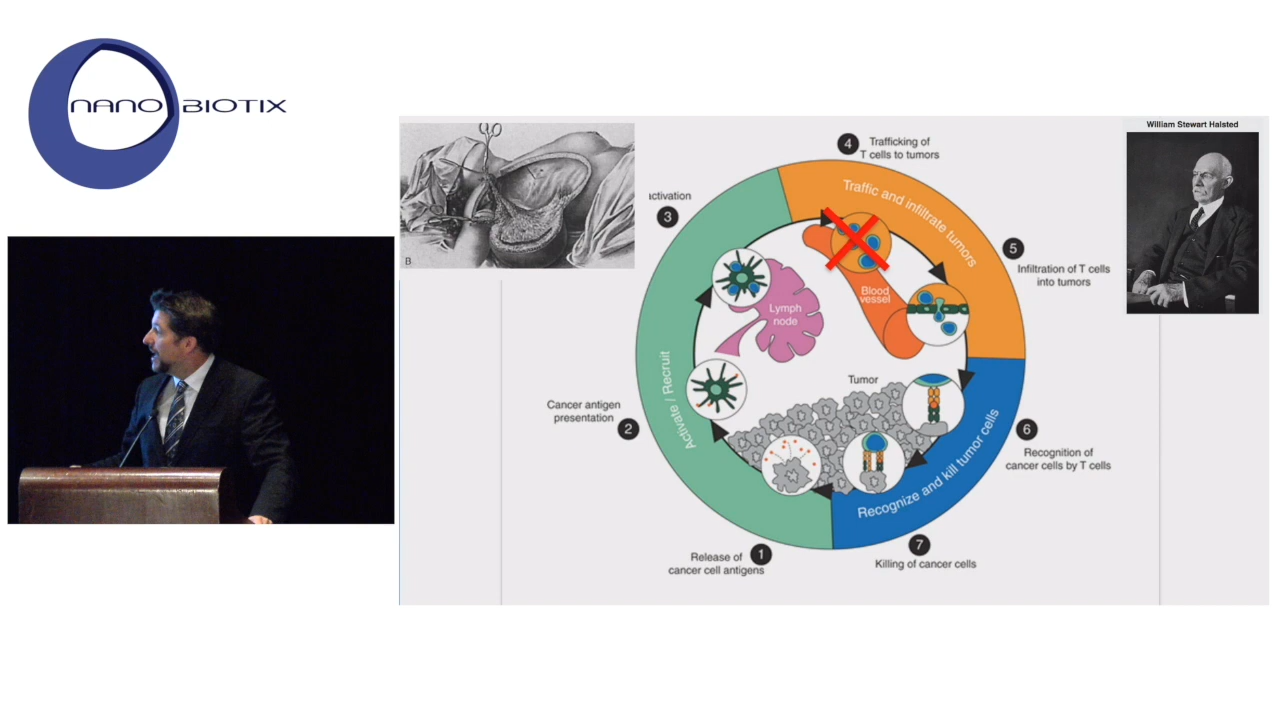 NANOBIOTIX
William Stewart Halsted
B
4
Trafficking of
T cells to tumors
activation
3
Traffic and infiltrate tumors
5
Infiltration of T cells
into tumors
Blood
vessel
Lymph
node
Activate / Recruit
Tumor
Cancer antigen
presentation
2
6
Recognition of
cancer cells by T cells
Recognize and kill tumor cells
1
Release of
cancer cell antigens
7
Killing of cancer cells